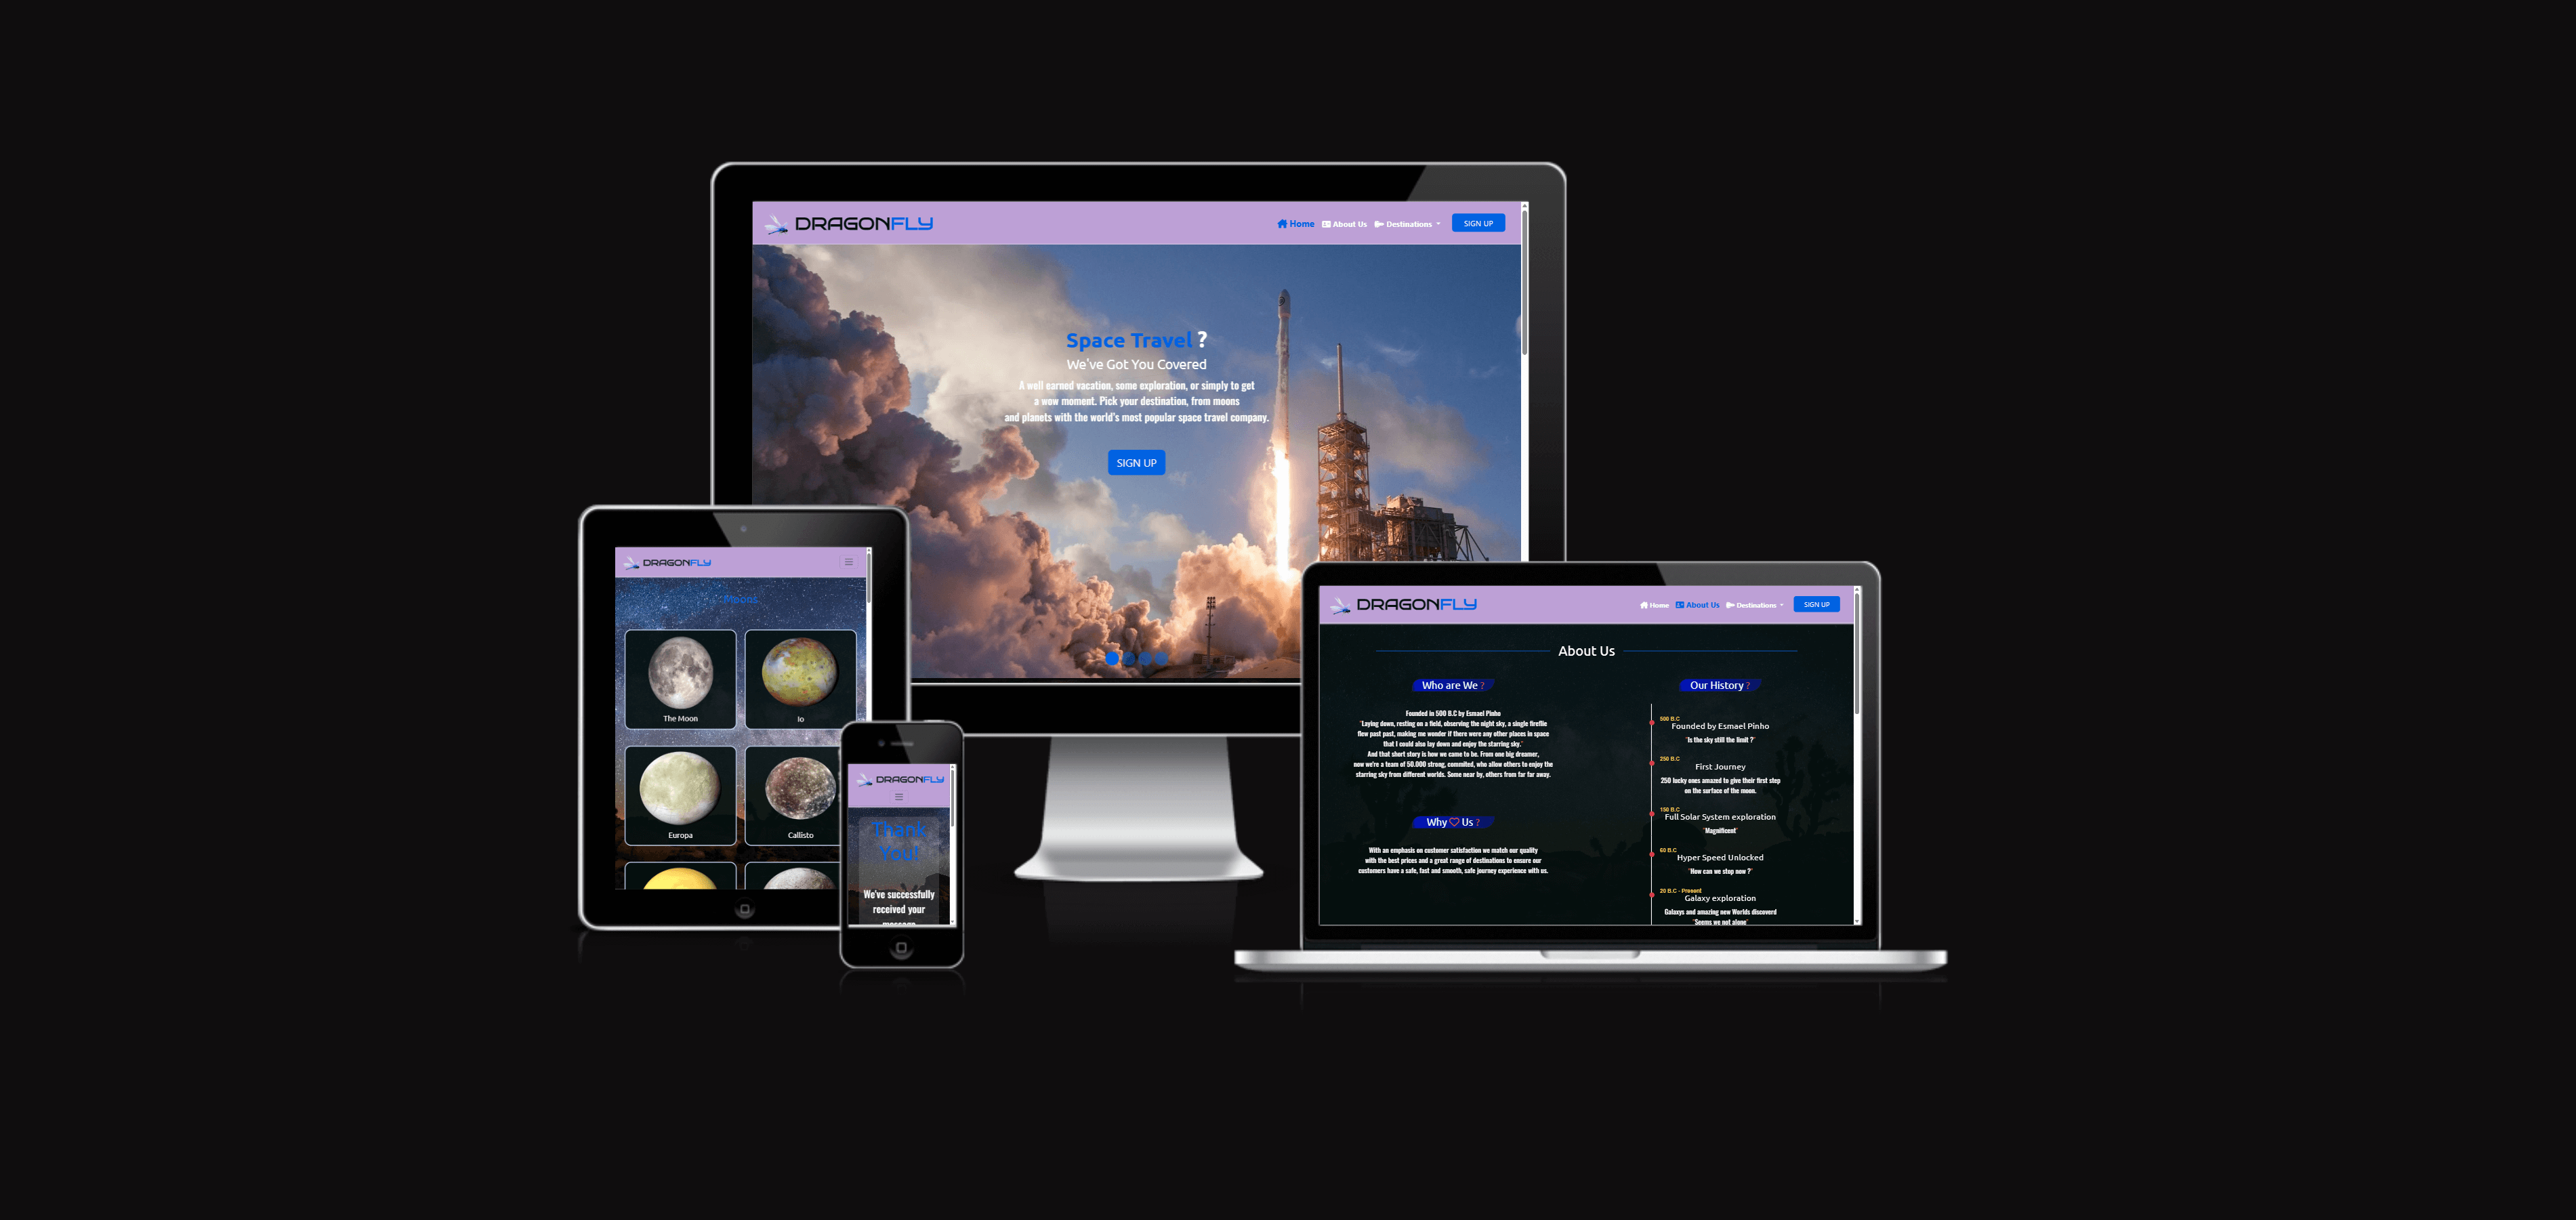 DRAGONFLY
Home About Us Destinations SIGN UP
Space Travel ?
We've Got You Covered
A well earned vacation, some exploration, or simply to get
a wow moment. Pick your destination, from moons
and planets with the world's most popular space travel company.
SIGN UP
DRAGONFLY
Moons
The Moon Io
Europa Callisto
DRAGONFLY
Thank
You!
We've successfully
received your
message
DRAGONFLY
Home About Us Destinations SIGN UP
About Us
Who are We ?
Founded in 500 B.C by Esmael Pinho
"Laying down, resting on a field, observing the night sky, a single fireflie
flew past past, making me wonder if there were any other places in space
that I could also lay down and enjoy the starring sky."
And that short story is how we came to be. From one big dreamer,
now we're a team of 50.000 strong, commited, who allow others to enjoy the
starring sky from different worlds. Some near by, others from far far away.
Why Us ?
With an emphasis on customer satisfaction we match our quality
with the best prices and a great range of destinations to ensure our
customers have a safe, fast and smooth, safe journey experience with us.
Our History ?
500 B.C
Founded by Esmael Pinho
"Is the sky still the limit ?"
250 B.C
First Journey
250 lucky ones amazed to give their first step
on the surface of the moon.
150 B.C
Full Solar System exploration
"Magnificent"
60 B.C
Hyper Speed Unlocked
"How can we stop now ?"
20 B.C - Present
Galaxy exploration
Galaxys and amazing new Worlds discoverd
"Seems we not alone"